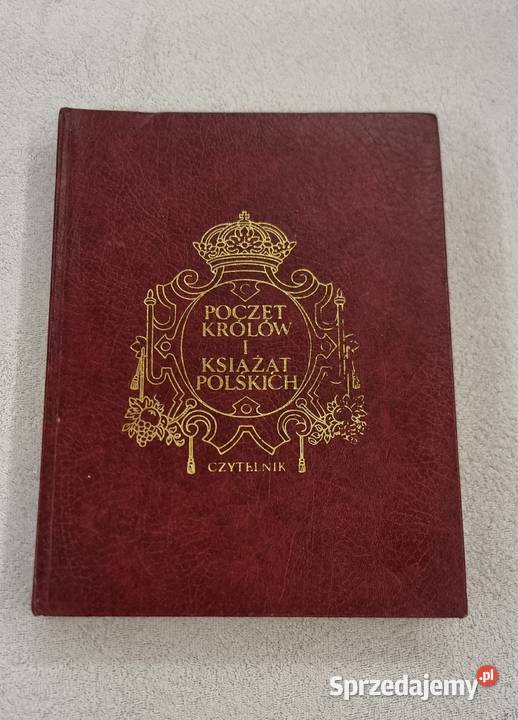 POCZET
KRÓLÓW
I
KSIĄŻĄT
POLSKICH
CZYTELNIK
Sprzedajemy.pl